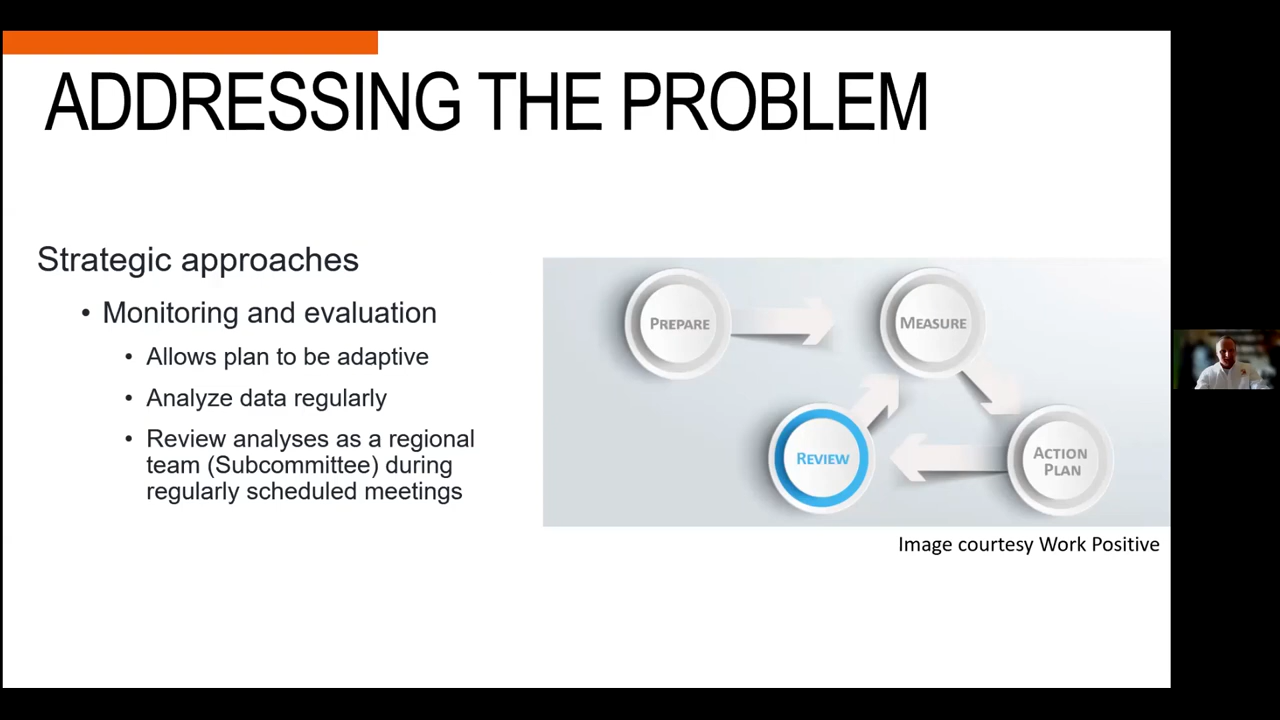 ADDRESSING THE PROBLEM
Strategic approaches
• Monitoring and evaluation
• Allows plan to be adaptive
• Analyze data regularly
• Review analyses as a regional
team (Subcommittee) during
regularly scheduled meetings
PREPARE
MEASURE
REVIEW
ACTION
PLAN
Image courtesy Work Positive